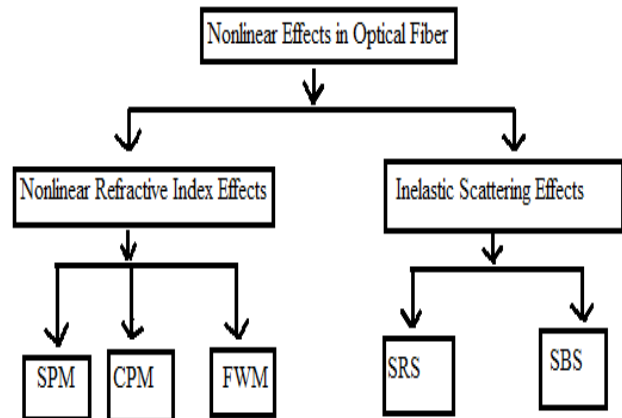 Nonlinear Effects in Optical Fiber
Nonlinear Refractive Index Effects
Inelastic Scattering Effects
SPM
CPM
FWM
SRS
SBS